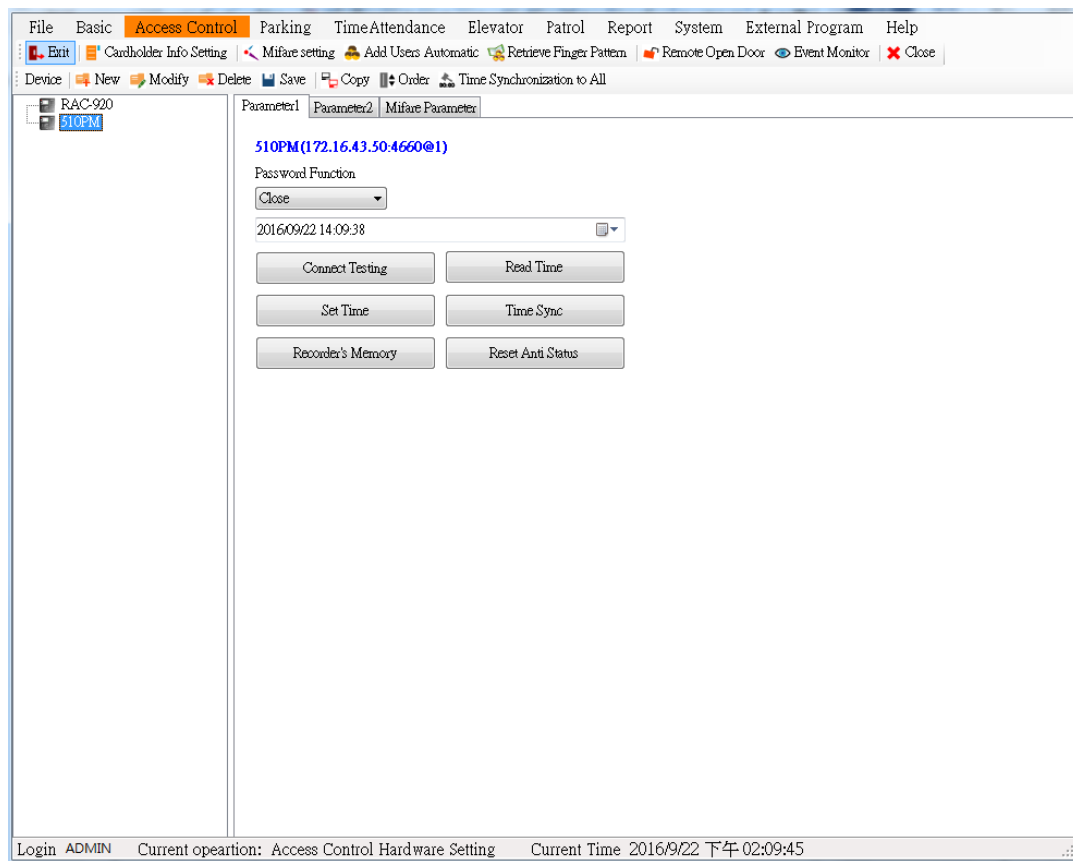 File Basic Access Control Parking TimeAttendance Elevator Patrol Report System External Program Help
Exit Cardholder Info Setting Mifare setting Add Users Automatic Retrieve Finger Pattern Remote Open Door Event Monitor Close
Device New Modify Delete Save Copy Order Time Synchronization to All
RAC-920
510PM
Parameter1 Parameter2 Mifare Parameter
510PM(172.16.43.50:4660@1)
Password Function
Close
2016/09/22 14:09:38
Connect Testing Read Time
Set Time Time Sync
Recorder's Memory Reset Anti Status
Login ADMIN Current opeartion: Access Control Hardware Setting Current Time 2016/9/22 下午 02:09:45